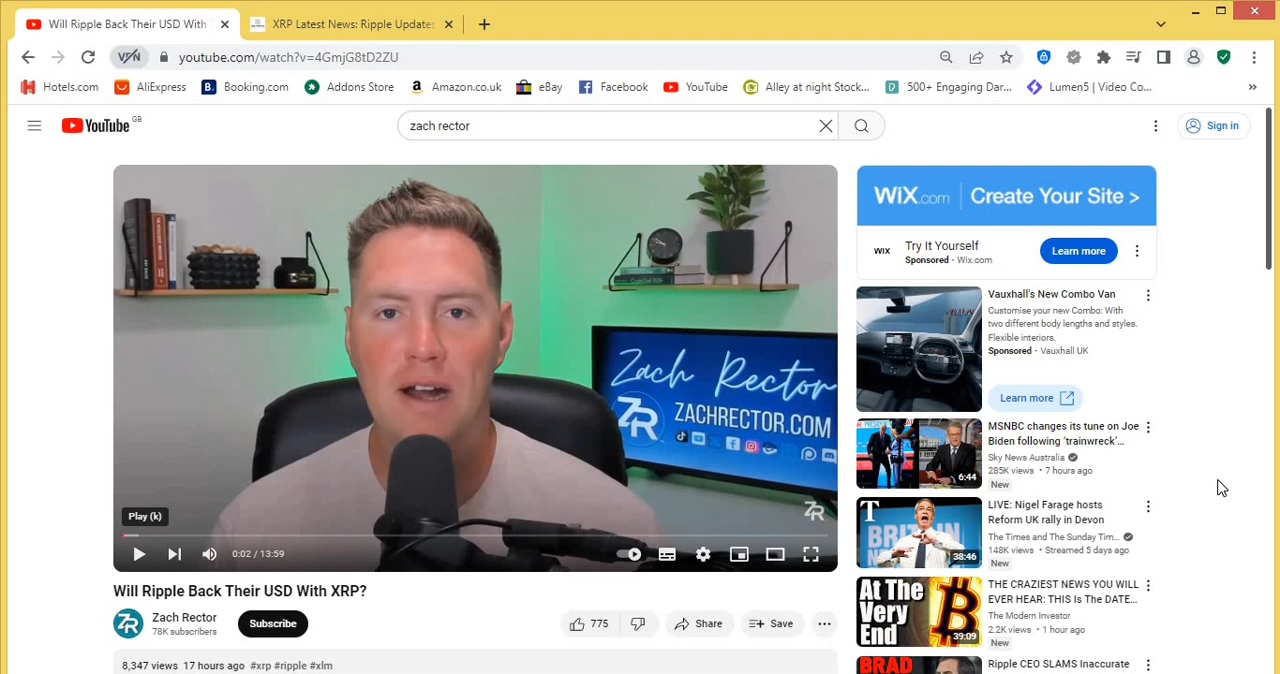 Will Ripple Back Their USD With
XRP Latest News: Ripple Updates
VPN
youtube.com/watch?v=4GmjG8tD2ZU
Hotels.com
AliExpress
Booking.com
Addons Store
Amazon.co.uk
eBay
Facebook
YouTube
Alley at night Stock...
500+ Engaging Dar...
Lumen5 | Video Co...
YouTube GB
zach rector
Sign in
Zach Rector
ZR
ZACHRECTOR.COM
ZR
Play (k)
0:02 / 13:59
Will Ripple Back Their USD With XRP?
ZR
Zach Rector
78K subscribers
Subscribe
775
Share
Save
8,347 views 17 hours ago #xrp #ripple #xlm
WiX.com | Create Your Site >
WIX
Try It Yourself
Sponsored · Wix.com
Learn more
Vauxhall's New Combo Van
Customise your new Combo: With
two different body lengths and styles.
Flexible interiors.
Sponsored · Vauxhall UK
Learn more
6:44
MSNBC changes its tune on Joe
Biden following 'trainwreck'...
Sky News Australia
285K views • 7 hours ago
New
T
38:46
LIVE: Nigel Farage hosts
Reform UK rally in Devon
The Times and The Sunday Tim...
148K views • Streamed 5 days ago
New
At The
Very
End
39:09
THE CRAZIEST NEWS YOU WILL
EVER HEAR: THIS Is The DATE...
The Modern Investor
2.2K views • 1 hour ago
New
BRAD
Ripple CEO SLAMS Inaccurate